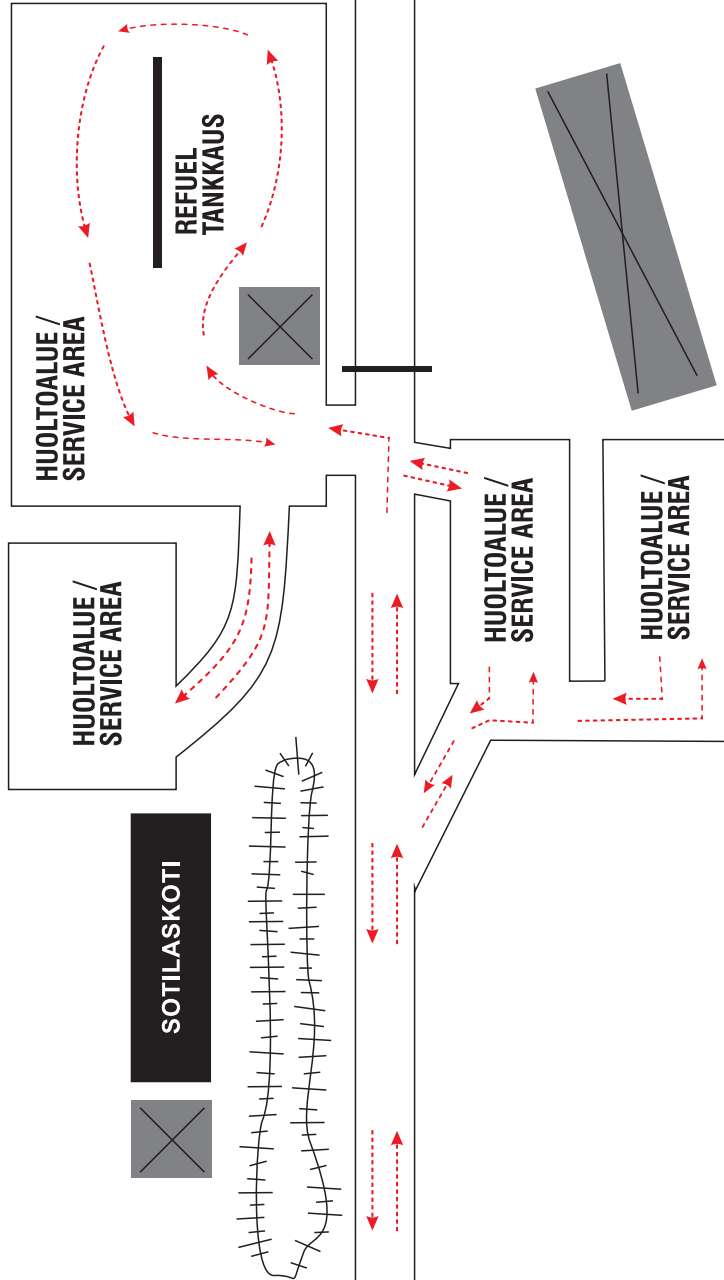 REFUEL
TANKKAUS
HUOLTOALUE /
SERVICE AREA
HUOLTOALUE /
SERVICE AREA
HUOLTOALUE /
SERVICE AREA
HUOLTOALUE /
SERVICE AREA
SOTILASKOTI